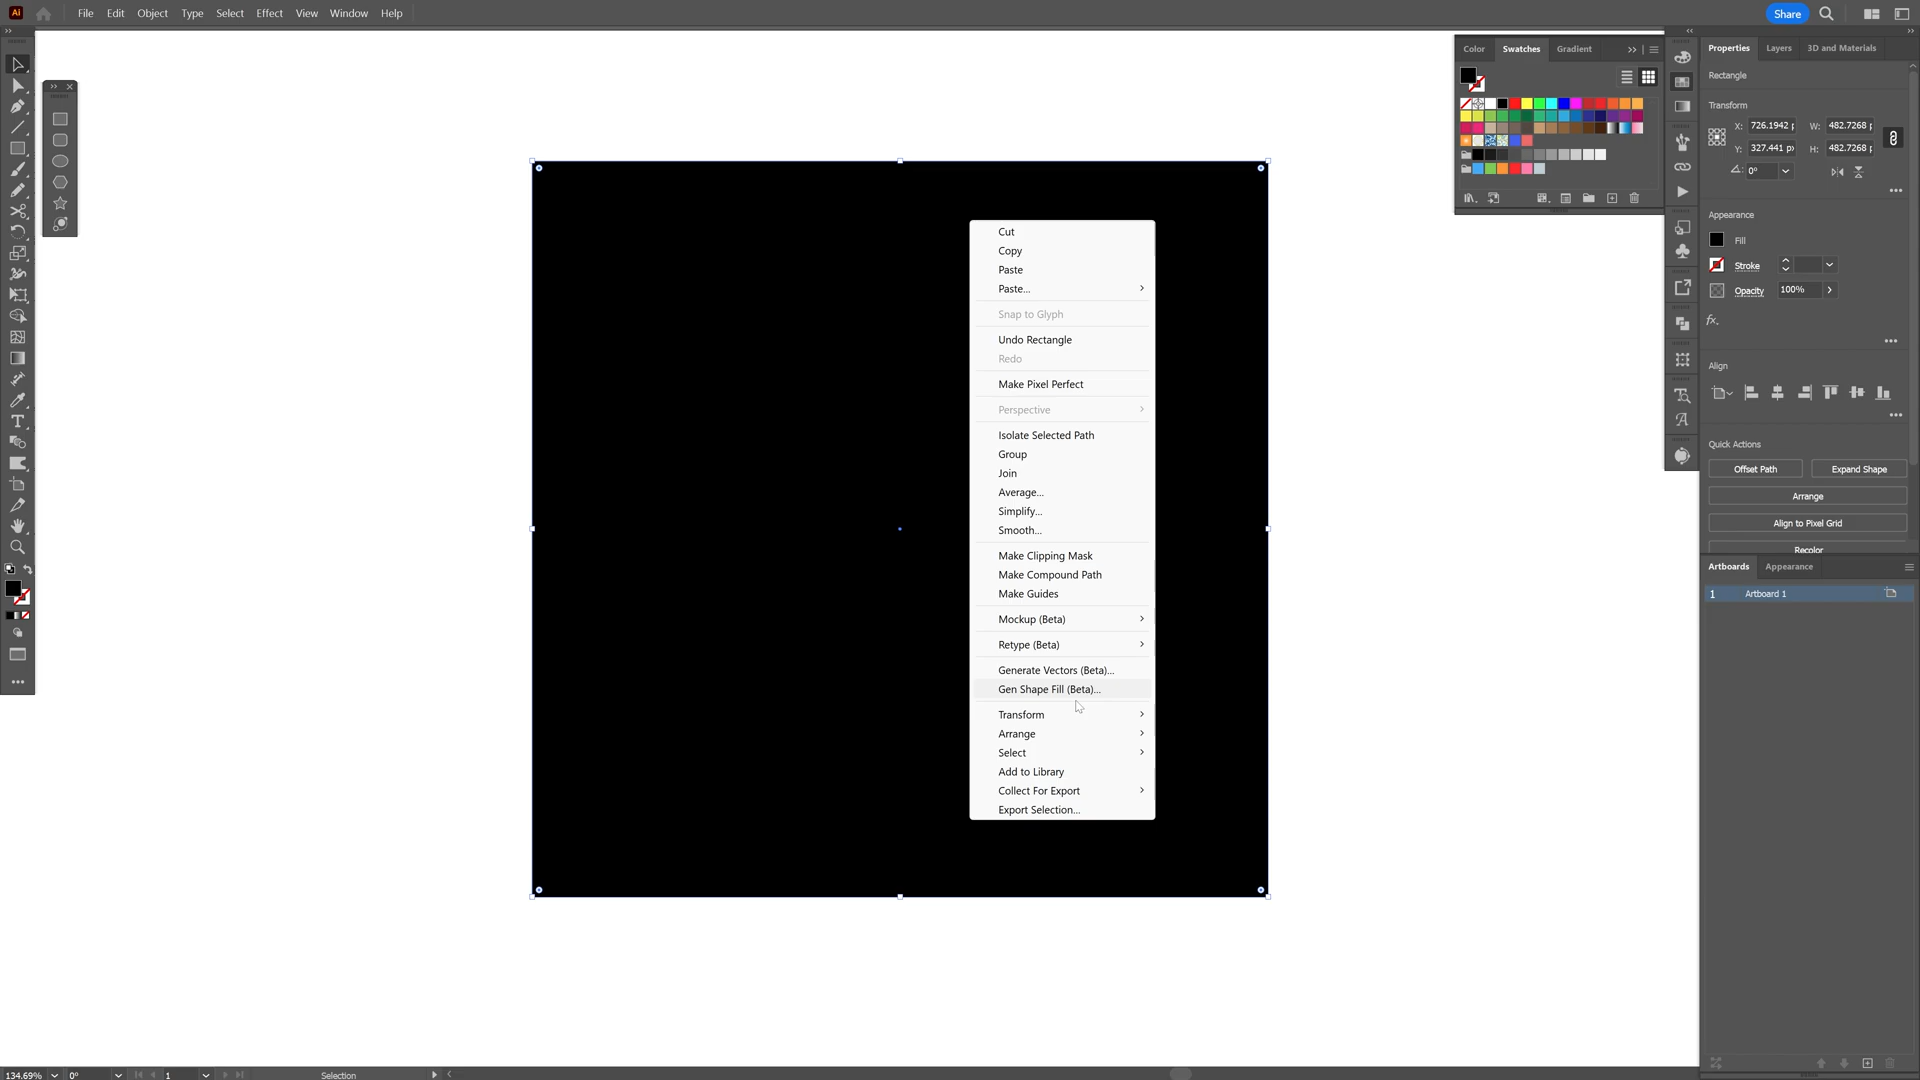 Ai
File Edit Object Type Select Effect View Window Help
Share
Color Swatches Gradient
Properties Layers 3D and Materials
Rectangle
Transform
X: 726.1942 W: 482.7268
Y: 327.441 px H: 482.7268
0°
Appearance
Fill
Stroke
Opacity 100%
fx.
Align
Quick Actions
Offset Path Expand Shape
Arrange
Align to Pixel Grid
Recolor
Artboards Appearance
1 Artboard 1
Cut
Copy
Paste
Paste...
Snap to Glyph
Undo Rectangle
Redo
Make Pixel Perfect
Perspective
Isolate Selected Path
Group
Join
Average...
Simplify...
Smooth...
Make Clipping Mask
Make Compound Path
Make Guides
Mockup (Beta)
Retype (Beta)
Generate Vectors (Beta)...
Gen Shape Fill (Beta)...
Transform
Arrange
Select
Add to Library
Collect For Export
Export Selection...
134.69% 0° 1 Selection